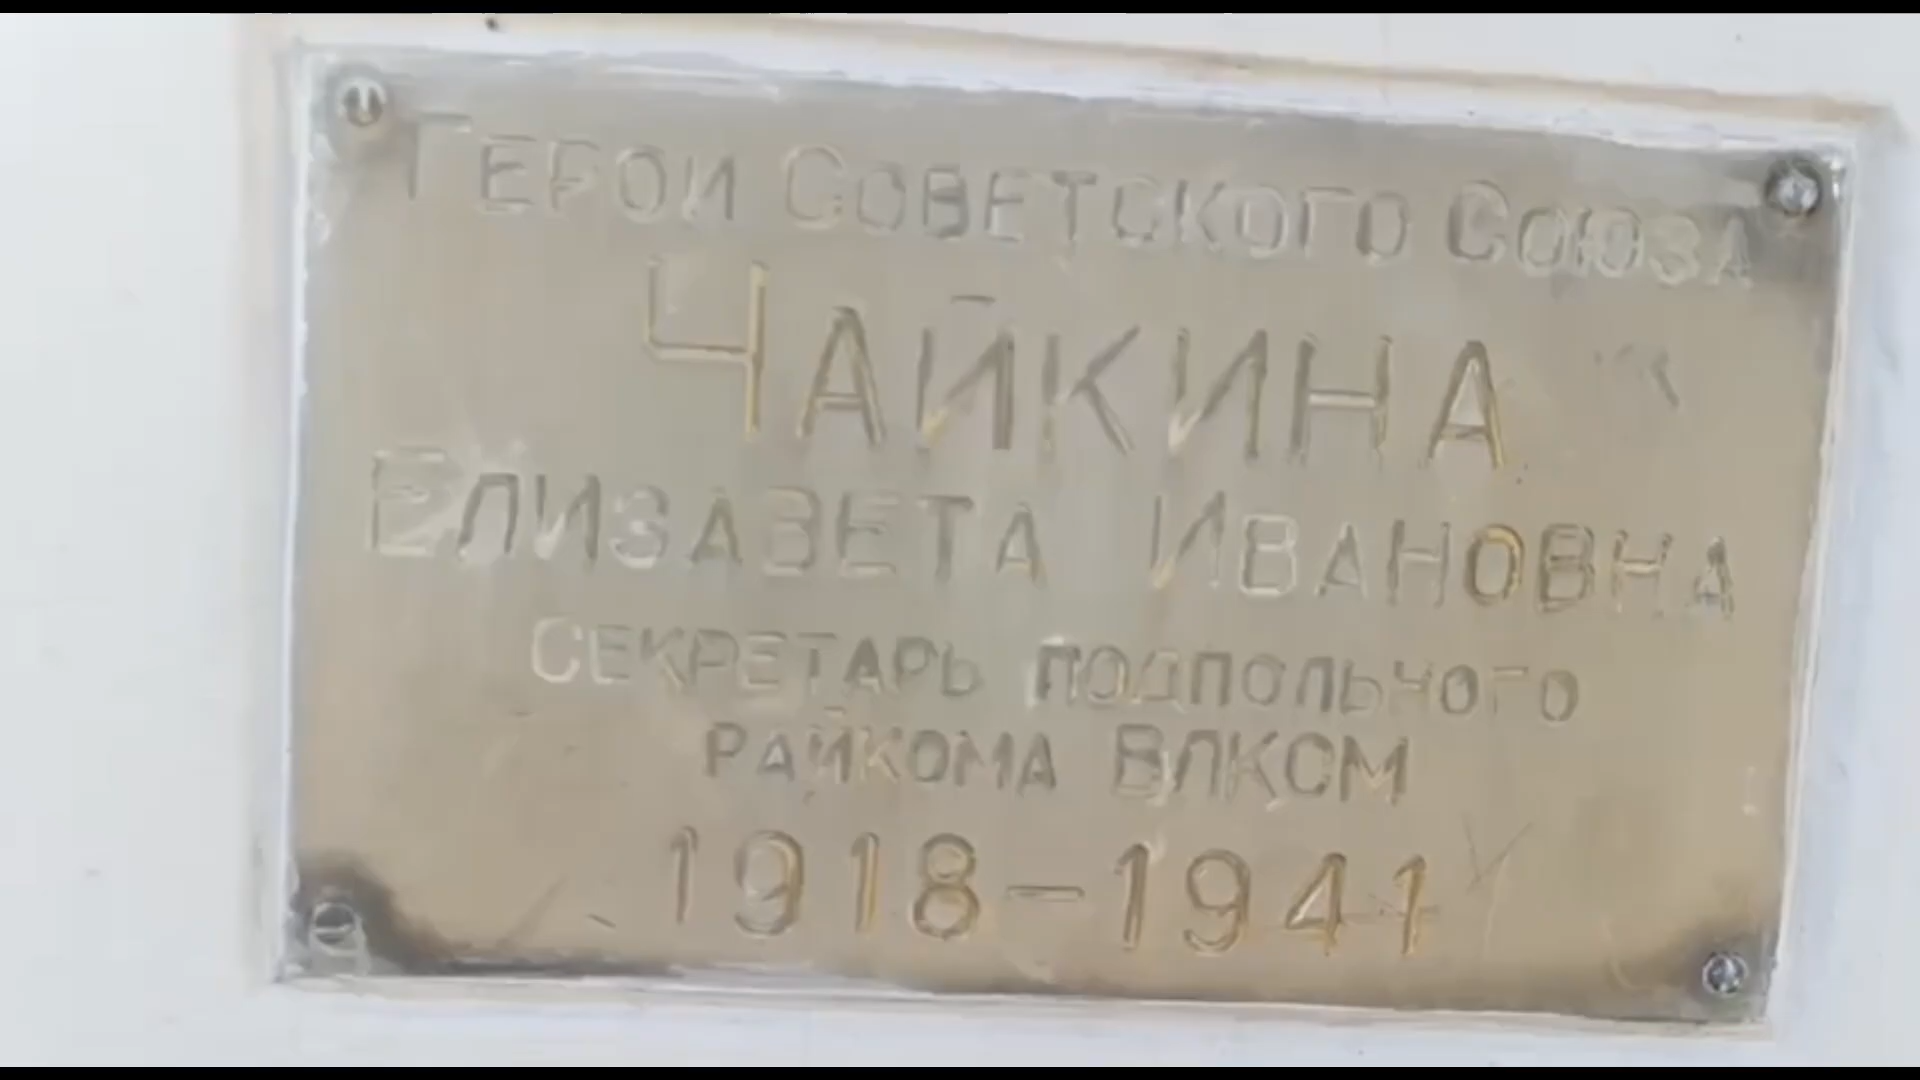 Герой Советского Союза
Чайкина
Елизавета Ивановна
Секретарь подпольного
райкома ВЛКСМ
1918-1941